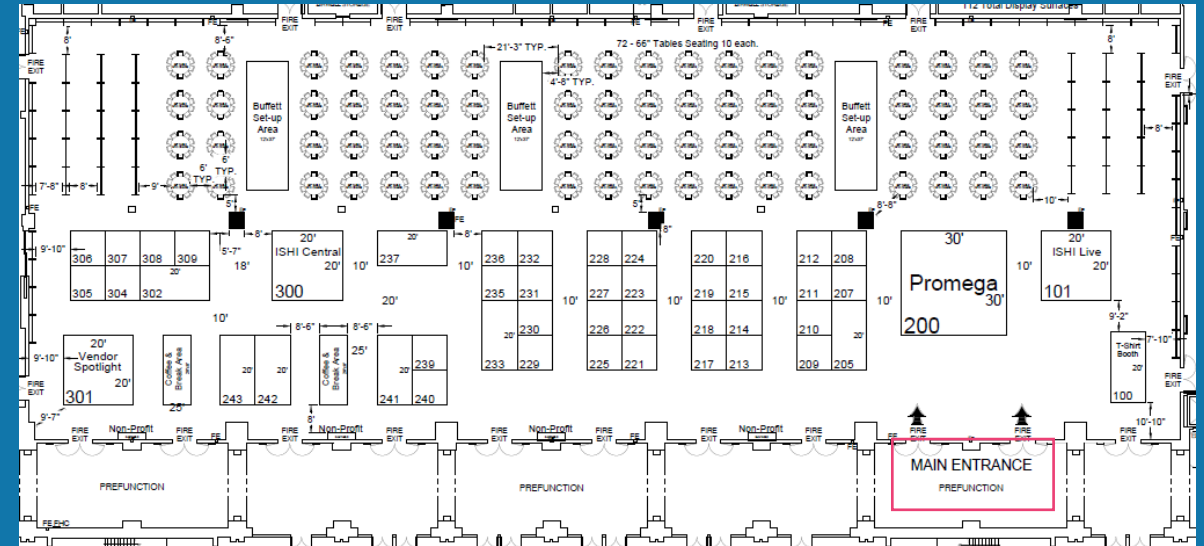 112 Total Display Surfaces
FIRE EXIT
FIRE EXIT
FIRE EXIT
FIRE EXIT
FE
8'
8'-6"
21'-3" TYP.
72 - 66" Tables Seating 10 each.
8'
FIRE EXIT
4'-8" TYP.
FIRE EXIT
Buffett
Set-up
Area
Buffett
Set-up
Area
Buffett
Set-up
Area
8'
6'
TYP.
6'
TYP.
7'-8"
8'
9'
5'
5'
8'-8"
10'
FE
FE
8"
9'-10"
306 307 308 309
20'
305 304 302
5'-7"
18'
8'
20'
ISHI Central
20'
300
10'
20'
237
8'
10'
236 232
235 231
230
20'
233 229
10'
228 224
227 223
226 222
225 221
10'
220 216
219 215
218 214
217 213
10'
212 208
211 207
210
20'
209 205
10'
30'
Promega
30'
200
10'
20'
ISHI Live
20'
101
20'
10'
9'-2"
7'-10"
T-Shirt
Booth
20'
100
10'-10"
9'-10"
20'
Vendor
Spotlight
20'
301
Coffee &
Break Area
25'
20' 20'
243 242
8'-6"
8'-6"
Coffee &
Break Area
25'
8'
20'
239
241 240
9'-7"
FIRE EXIT
FIRE EXIT
Non-Profit
FIRE EXIT
FE
FIRE EXIT
Non-Profit
FIRE EXIT
FIRE EXIT
Non-Profit
FIRE EXIT
FE
FIRE EXIT
Non-Profit
FIRE EXIT
FE
FIRE EXIT
FIRE EXIT
FIRE EXIT
FIRE EXIT
PREFUNCTION
PREFUNCTION
MAIN ENTRANCE
PREFUNCTION
FE FHC